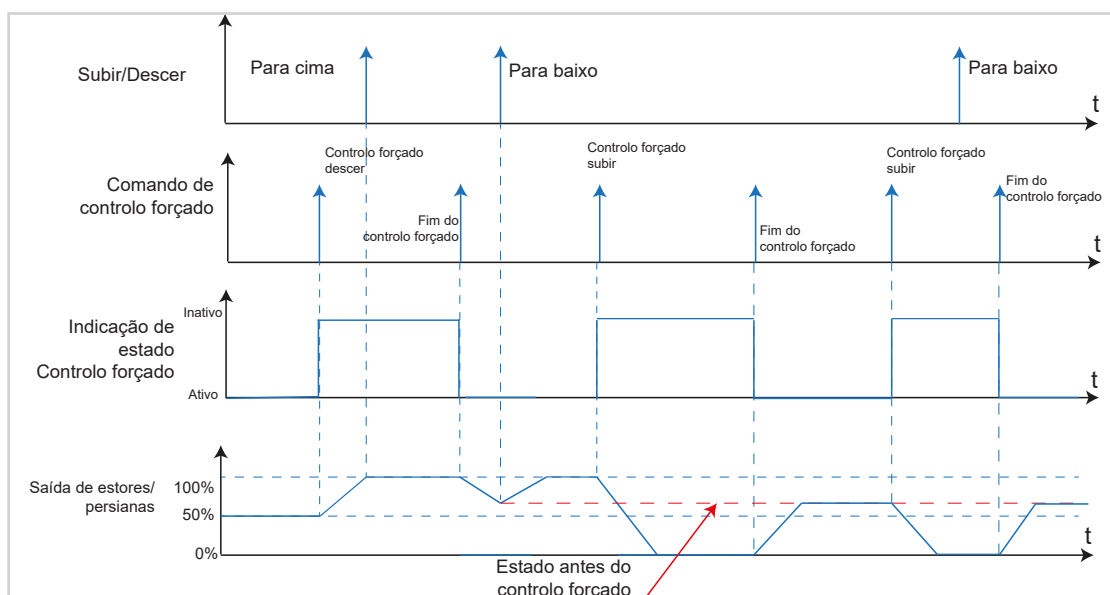 Subir/Descer
Para cima
Para baixo
Para baixo
t
Comando de
controlo forçado
Controlo forçado
descer
Fim do
controlo forçado
Controlo forçado
subir
Fim do
controlo forçado
Controlo forçado
subir
Fim do
controlo forçado
t
Indicação de
estado
Controlo forçado
Inativo
Ativo
t
Saída de estores/
persianas
100%
50%
0%
t
Estado antes do
controlo forçado